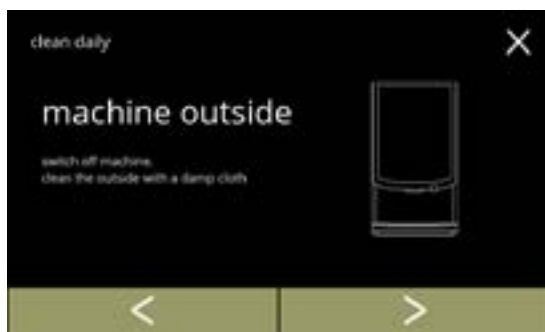 clean daily
machine outside
switch off machine.
clean the outside with a damp cloth